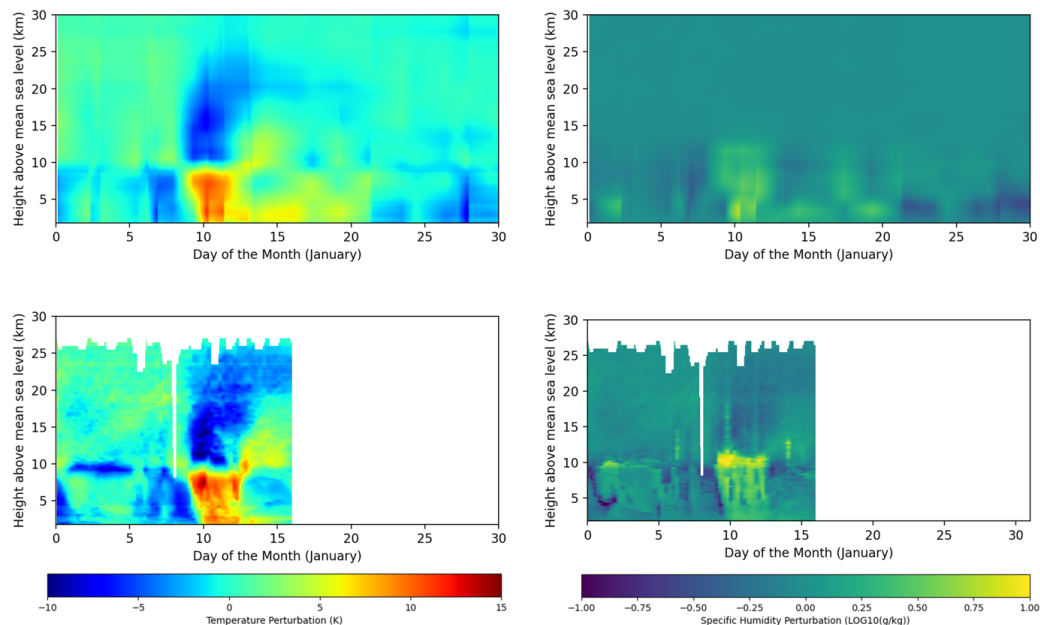 Height above mean sea level (km)
30
25
20
15
10
5
0 5 10 15 20 25 30
Day of the Month (January)
Height above mean sea level (km)
30
25
20
15
10
5
0 5 10 15 20 25 30
Day of the Month (January)
Height above mean sea level (km)
30
25
20
15
10
5
0 5 10 15 20 25 30
Day of the Month (January)
Height above mean sea level (km)
30
25
20
15
10
5
0 5 10 15 20 25 30
Day of the Month (January)
−10 −5 0 5 10 15
Temperature Perturbation (K)
−1.00 −0.75 −0.50 −0.25 0.00 0.25 0.50 0.75 1.00
Specific Humidity Perturbation (LOG10(g/kg))